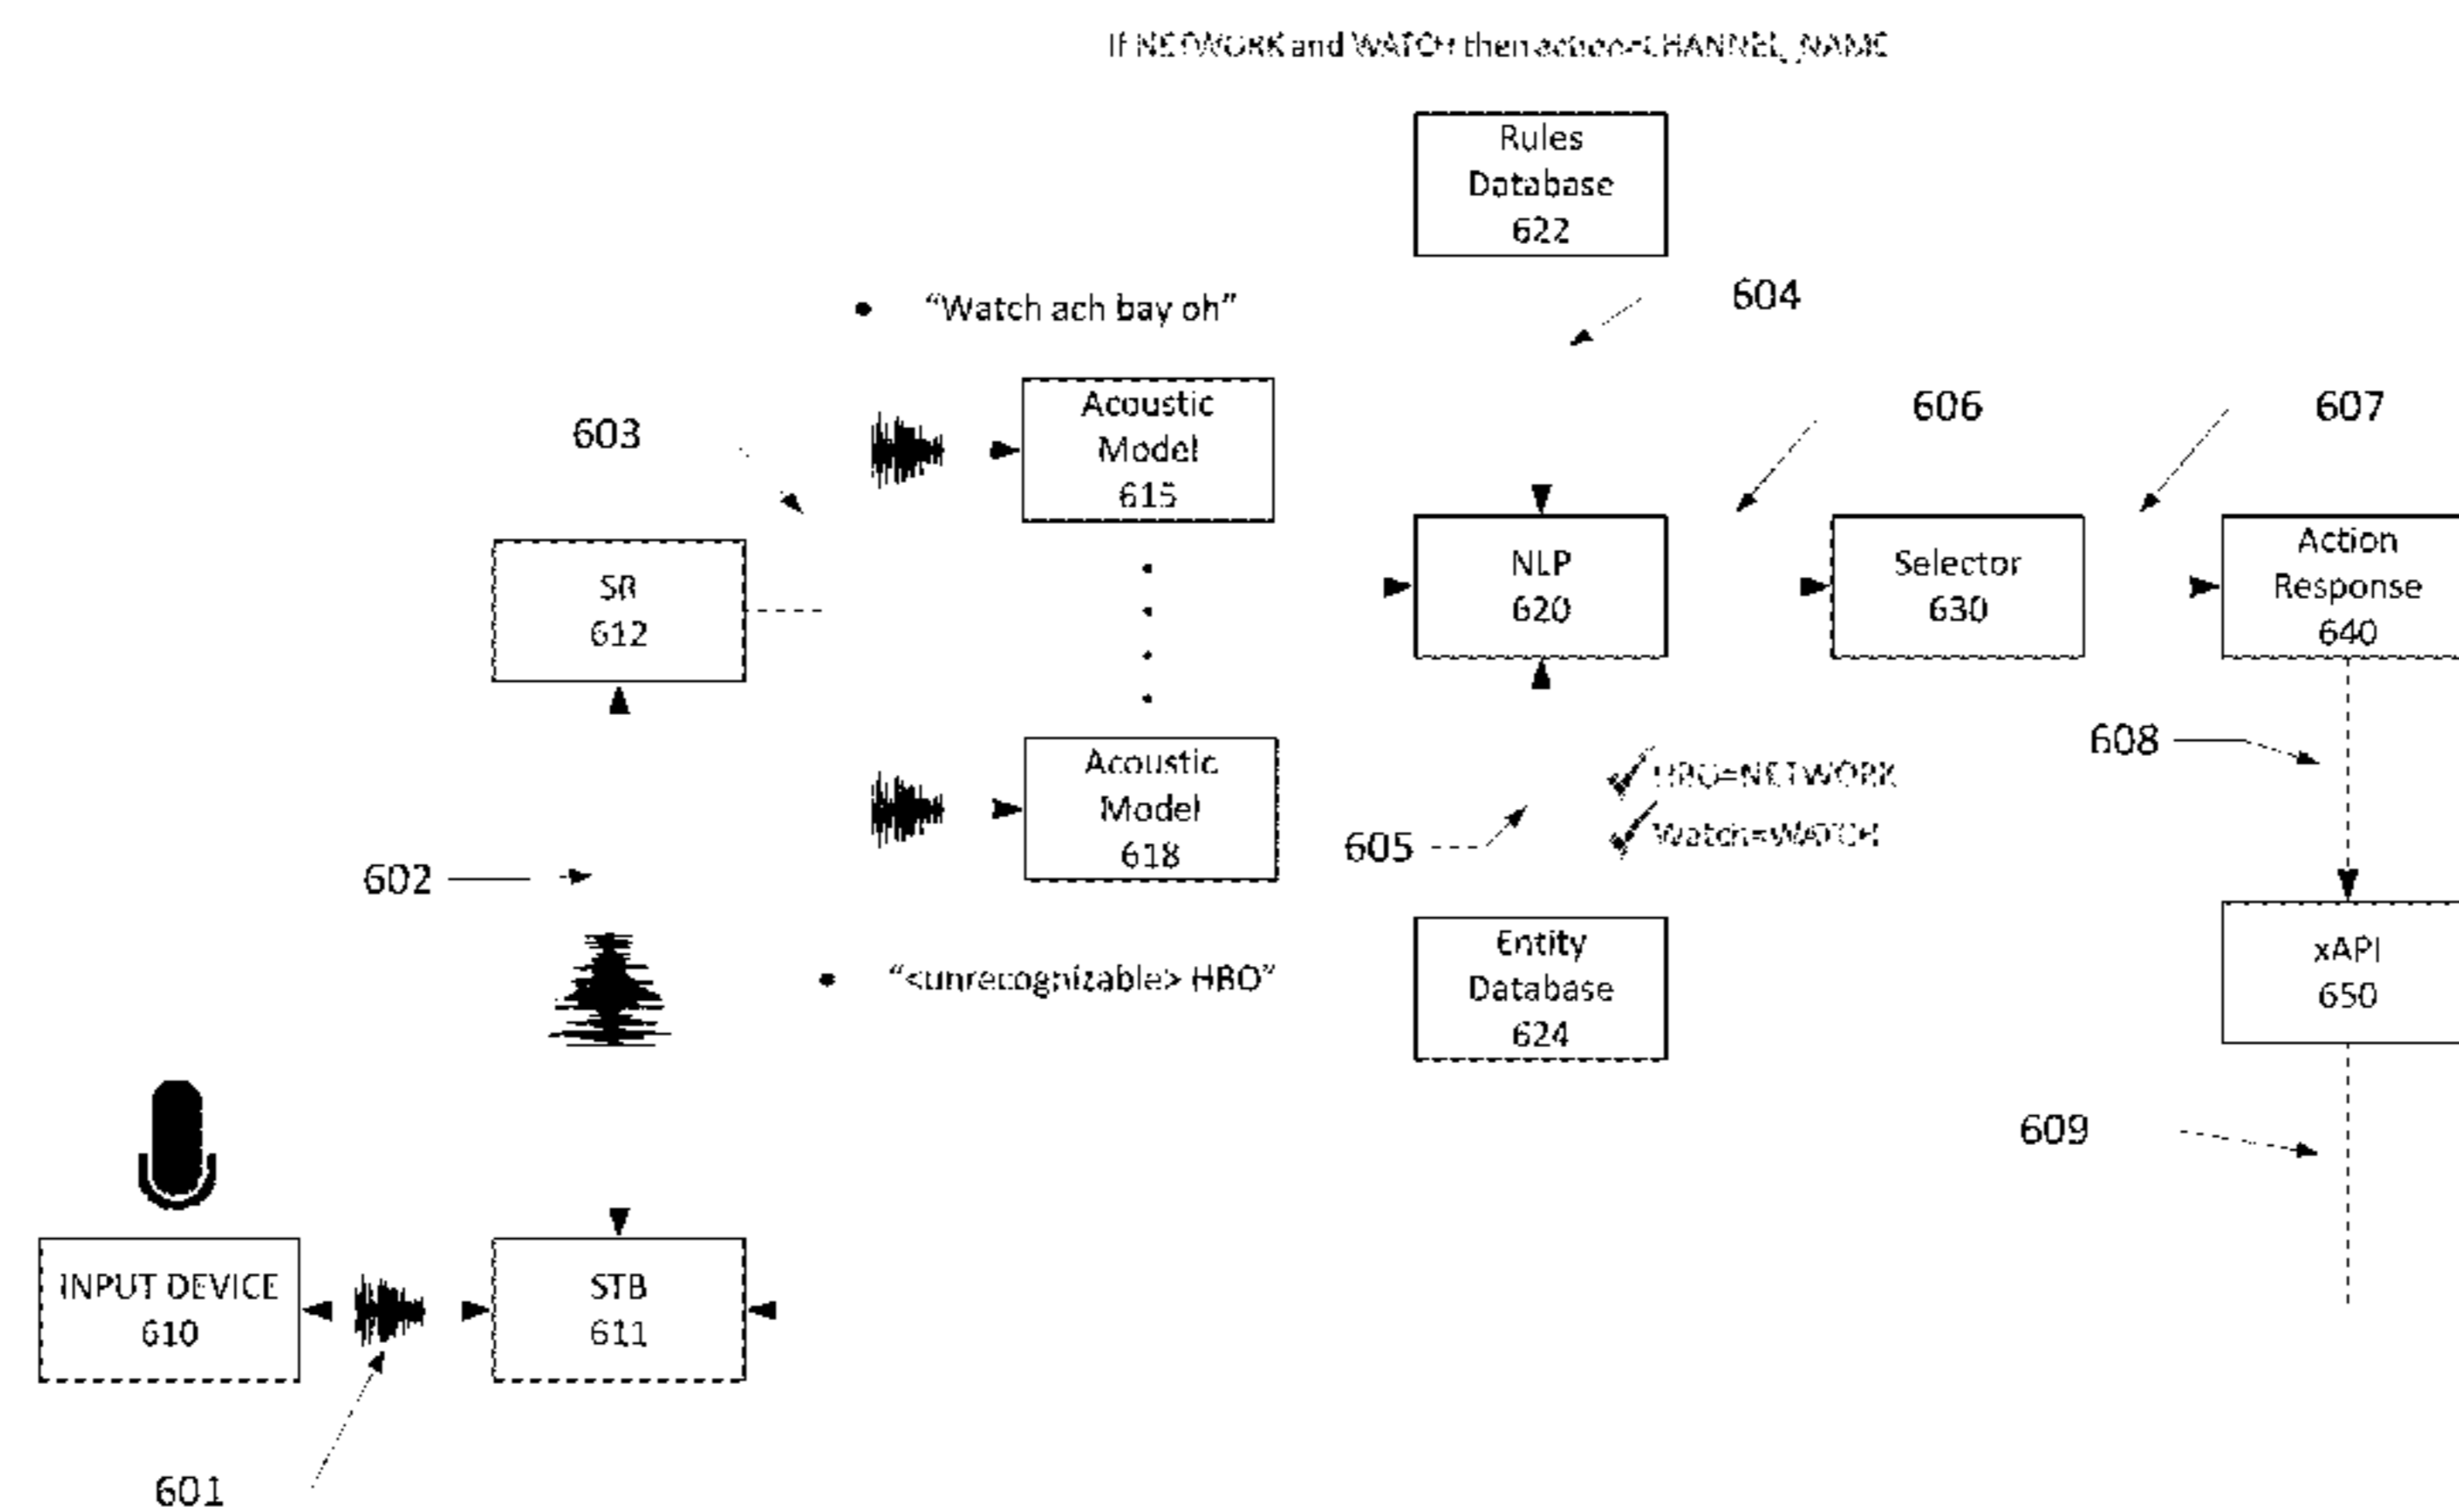 If NETWORK and WATCH then action=CHANNEL_NAME
Rules
Database
622
604
• "Watch ach bay oh"
603
Acoustic
Model
615
606
607
SR
612
NLP
620
Selector
630
Action
Response
640
608
Acoustic
Model
618
HBO=NETWORK
Watch=WATCH
605
602
• "<unrecognizable> HBO"
Entity
Database
624
xAPI
650
609
INPUT DEVICE
610
STB
611
601